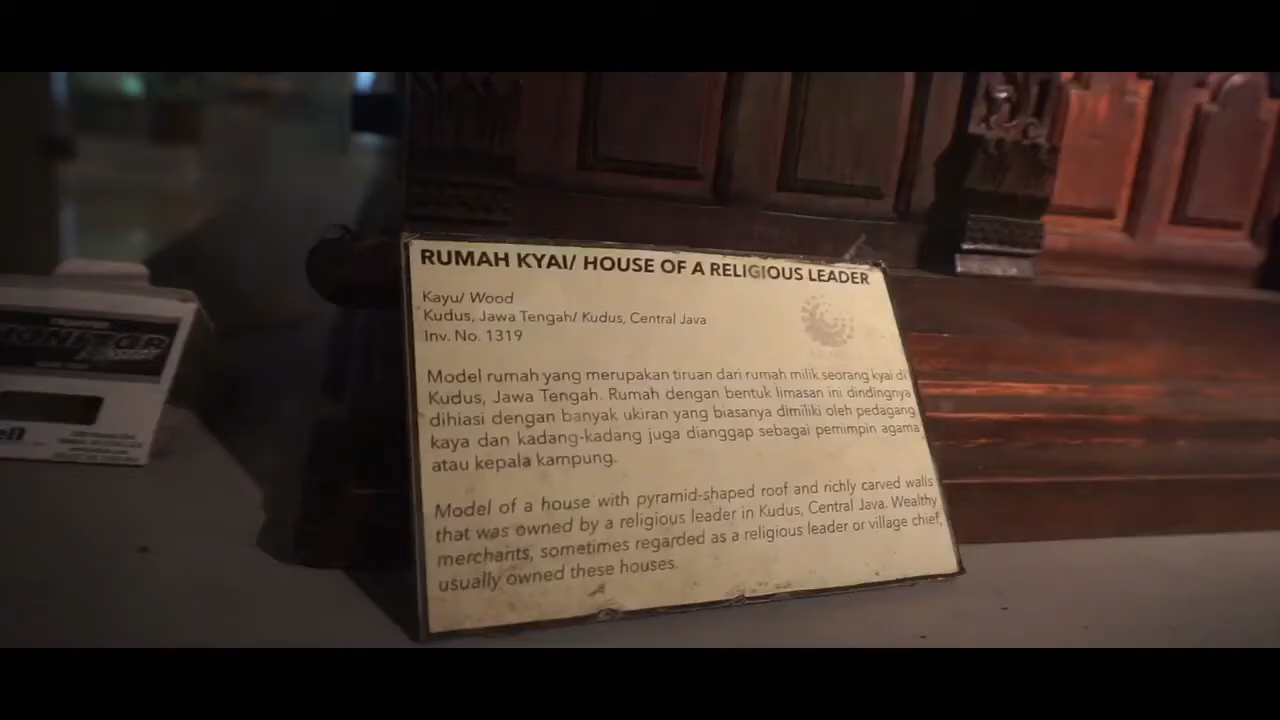 RUMAH KYAI/ HOUSE OF A RELIGIOUS LEADER
Kayu/ Wood
Kudus, Jawa Tengah/ Kudus, Central Java
Inv. No. 1319
Model rumah yang merupakan tiruan dari rumah milik seorang kyai di
Kudus, Jawa Tengah. Rumah dengan bentuk limasan ini dindingnya
dihiasi dengan banyak ukiran yang biasanya dimiliki oleh pedagang
kaya dan kadang-kadang juga dianggap sebagai pemimpin agama
atau kepala kampung.
Model of a house with pyramid-shaped roof and richly carved walls
that was owned by a religious leader in Kudus, Central Java. Wealthy
merchants, sometimes regarded as a religious leader or village chief,
usually owned these houses.